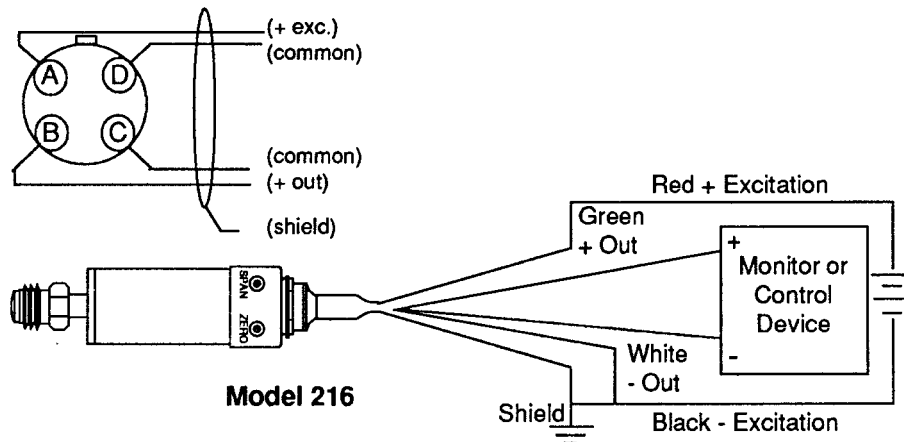 (+ exc.)
(common)
A
D
B
C
(common)
(+ out)
(shield)
Red + Excitation
Green
+ Out
+
Monitor or
Control
Device
-
SPAN
ZERO
White
- Out
Model 216
Shield
Black - Excitation